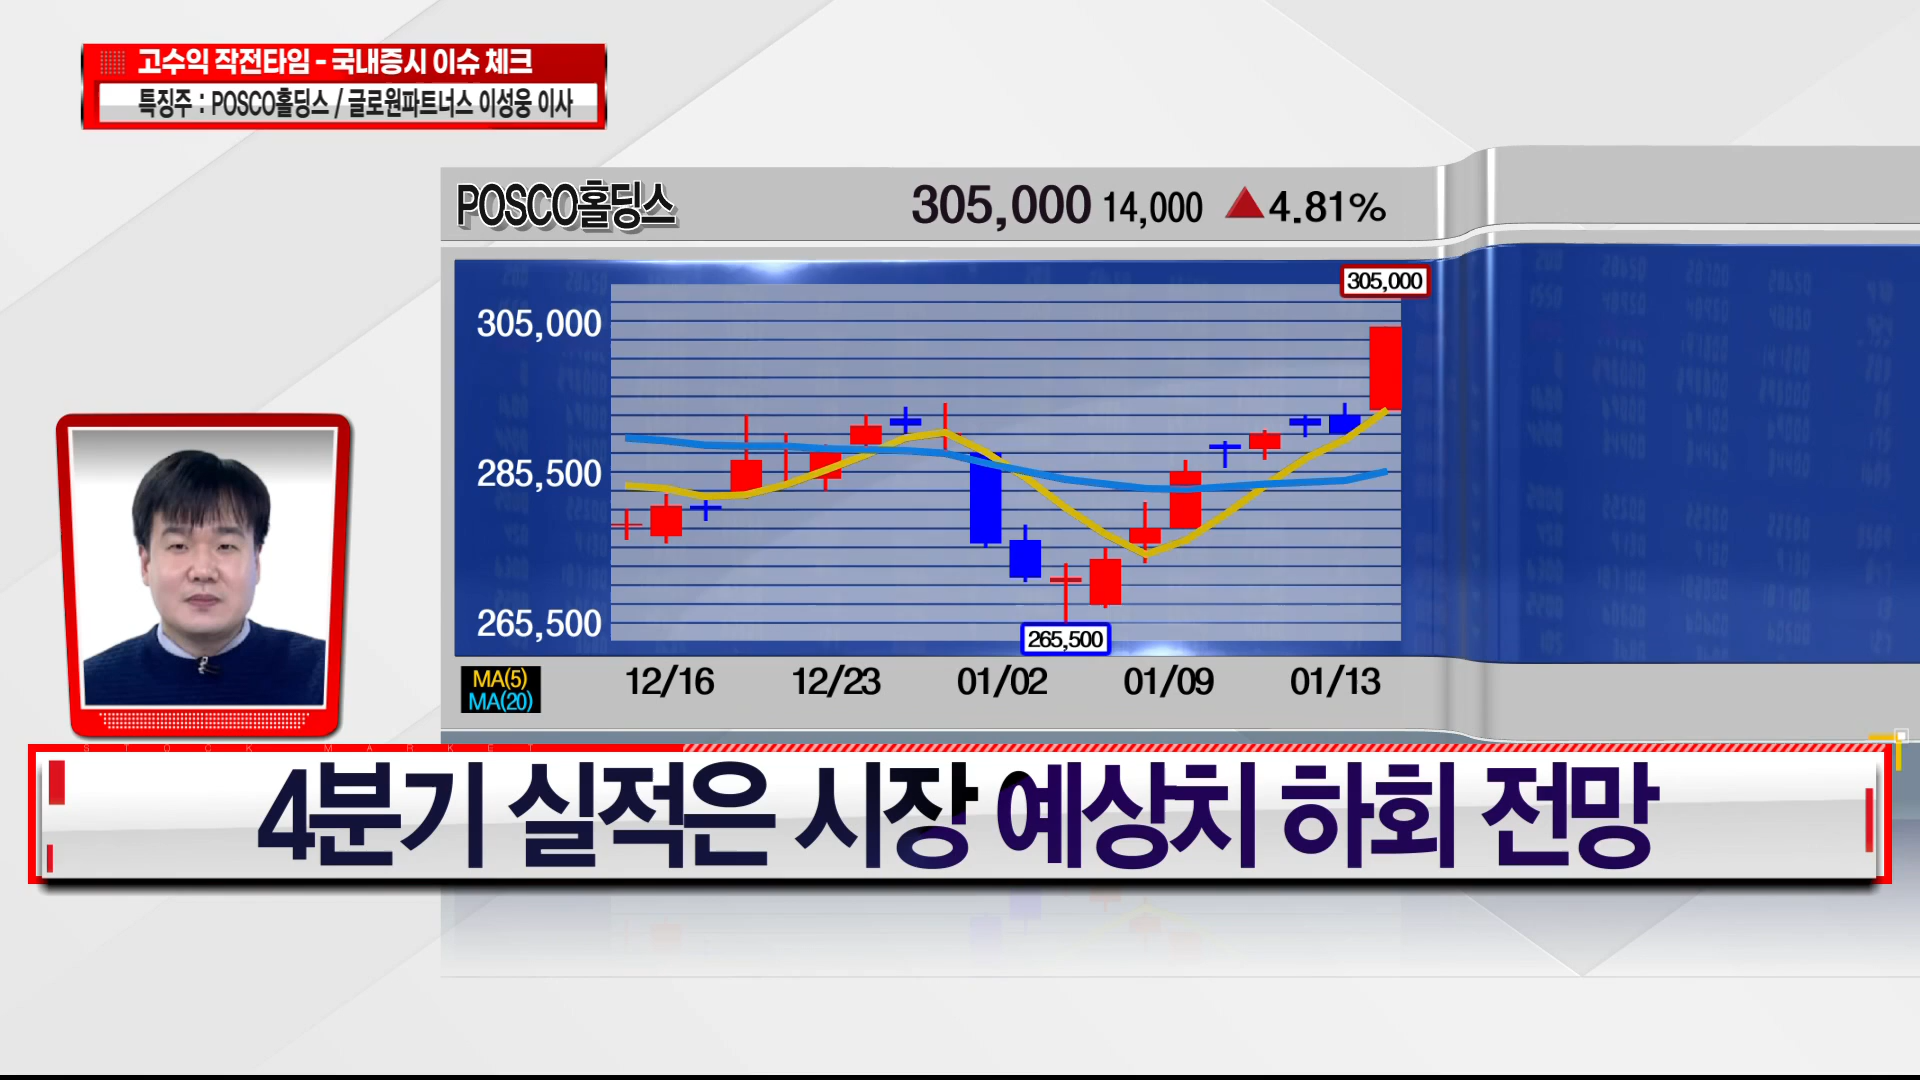 고수익 작전타임 - 국내증시 이슈 체크
특징주 : POSCO홀딩스 / 글로원파트너스 이성웅 이사
POSCO홀딩스 305,000 14,000 ▲4.81%
305,000
305,000
285,500
265,500
265,500
MA(5)
MA(20)
12/16 12/23 01/02 01/09 01/13
STOCK MARKET
4분기 실적은 시장 예상치 하회 전망